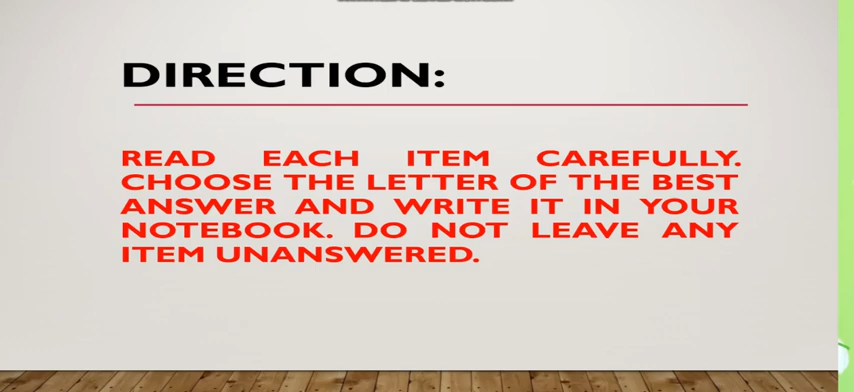 DIRECTION:
READ EACH ITEM CAREFULLY.
CHOOSE THE LETTER OF THE BEST
ANSWER AND WRITE IT IN YOUR
NOTEBOOK. DO NOT LEAVE ANY
ITEM UNANSWERED.